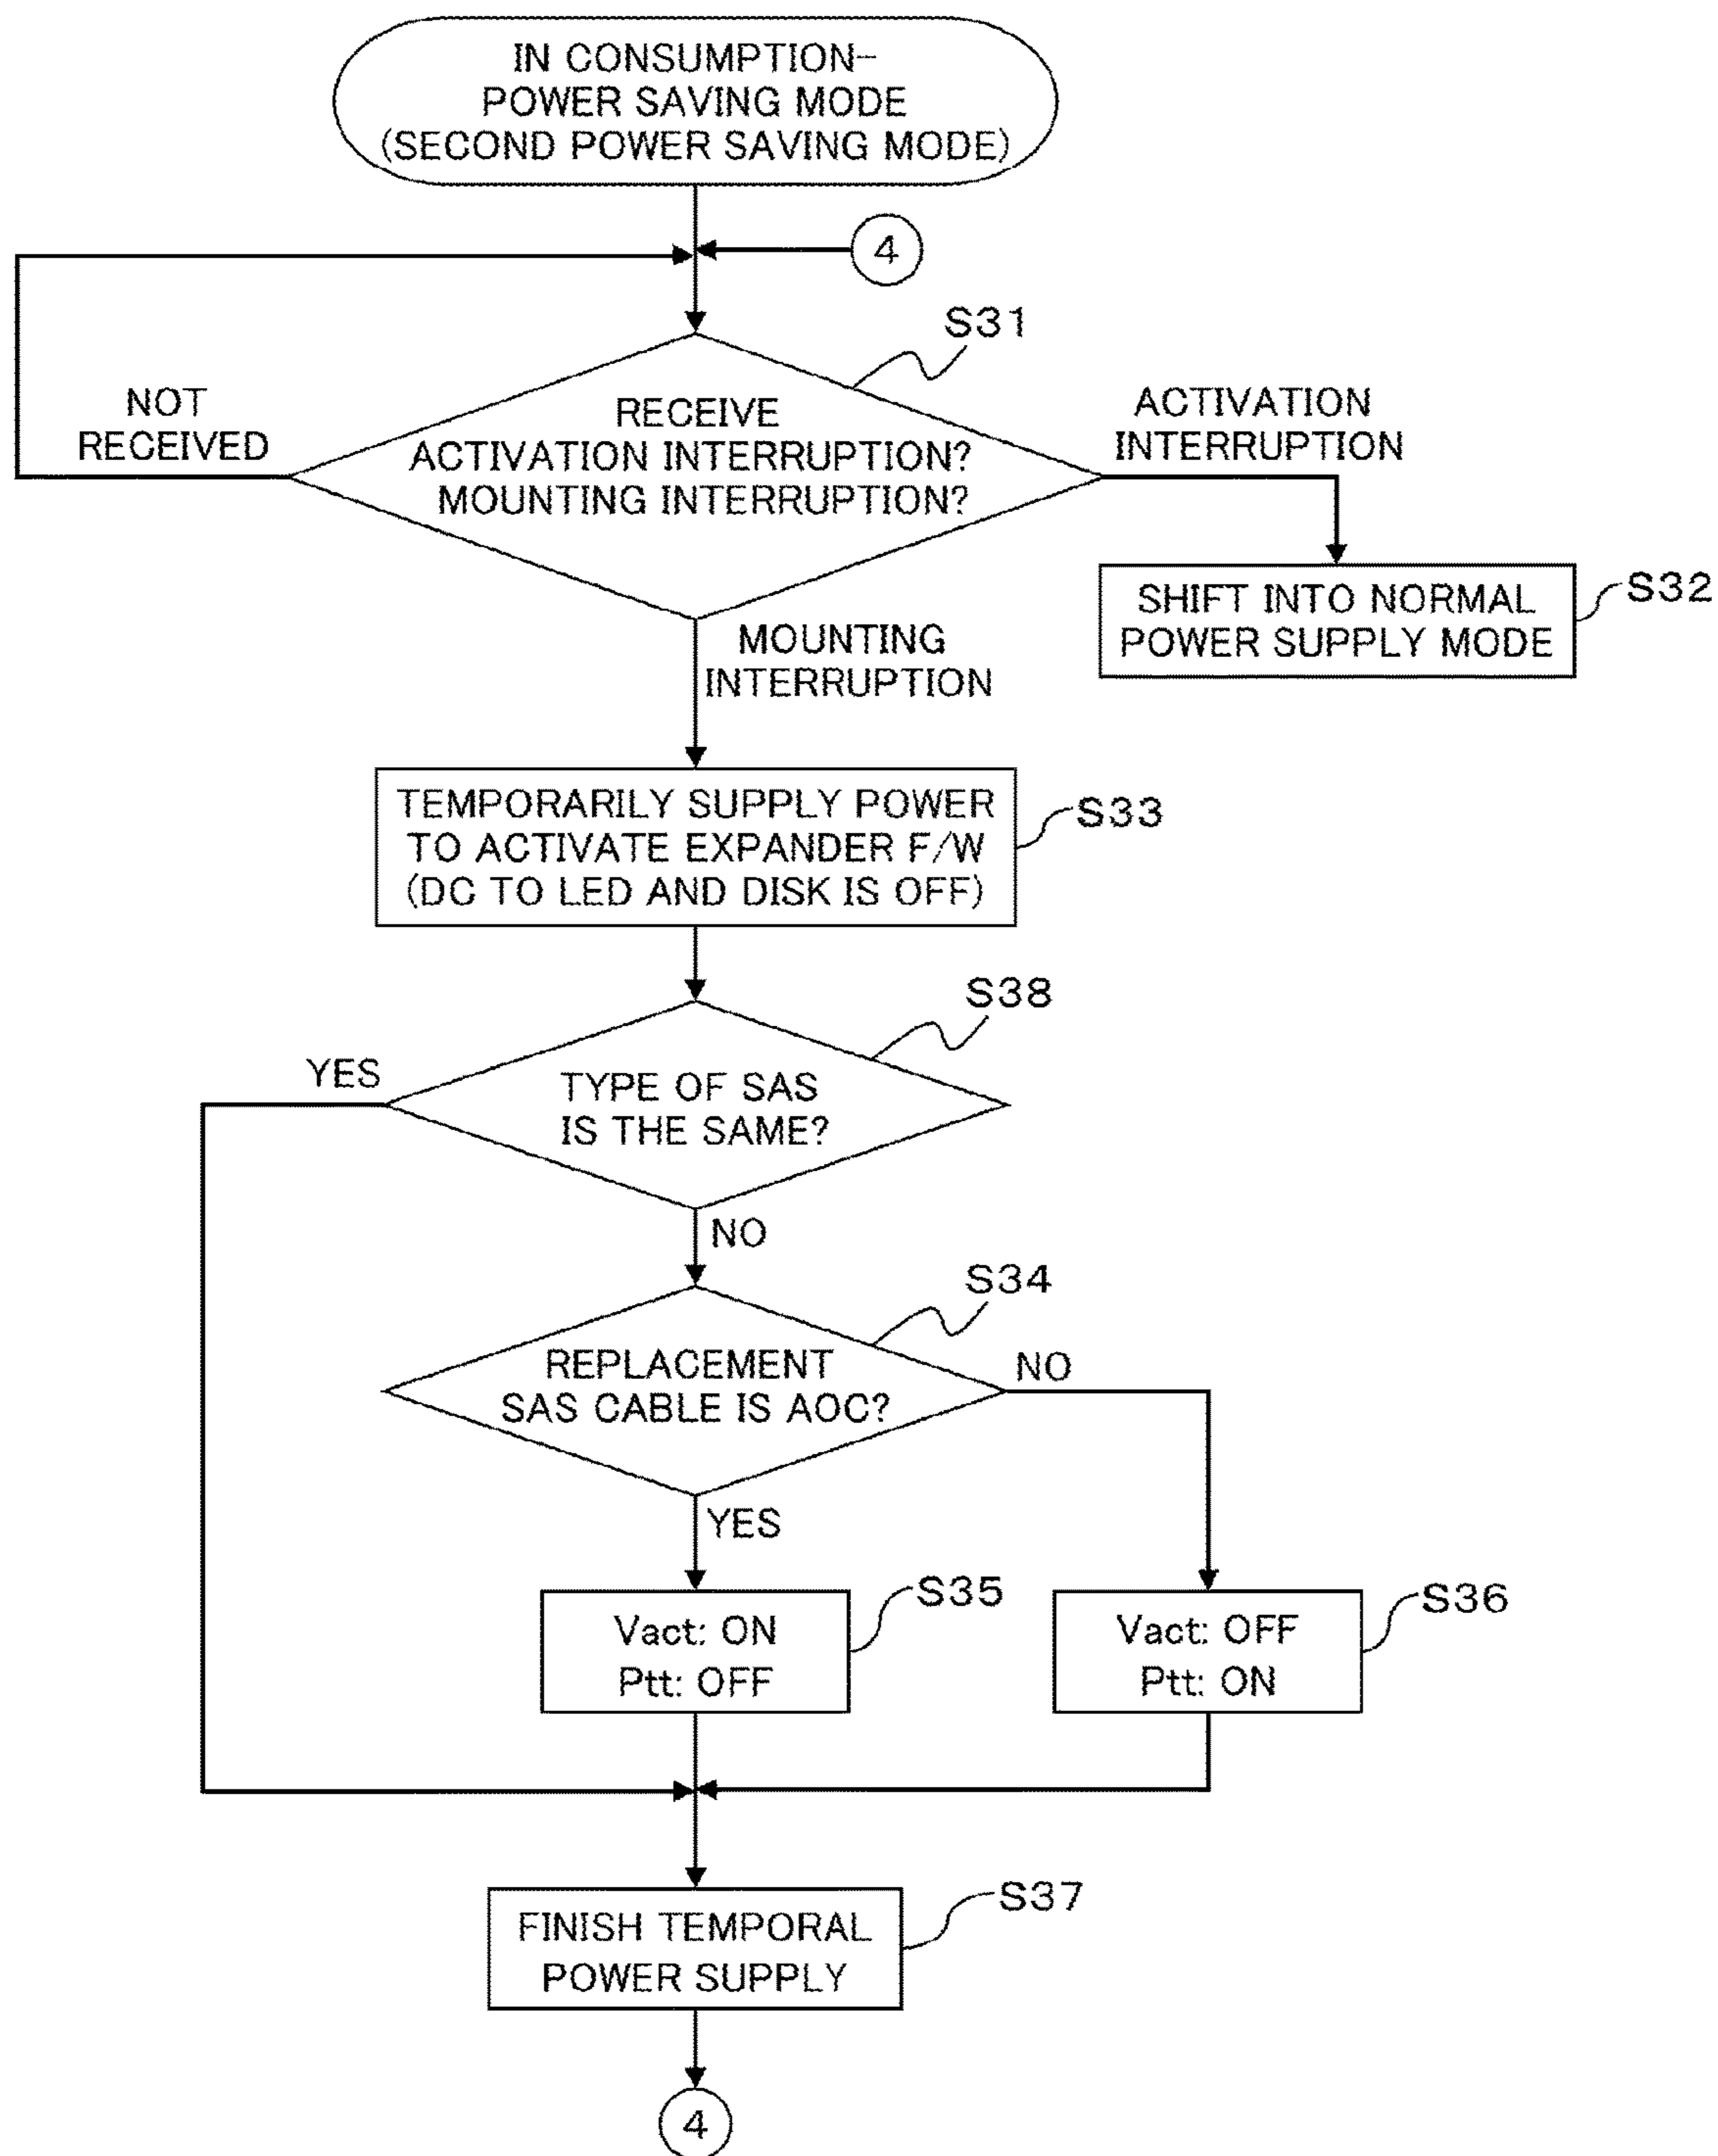 IN CONSUMPTION-
POWER SAVING MODE
(SECOND POWER SAVING MODE)
4
S31
NOT
RECEIVED
RECEIVE
ACTIVATION INTERRUPTION?
MOUNTING INTERRUPTION?
ACTIVATION
INTERRUPTION
SHIFT INTO NORMAL
POWER SUPPLY MODE
S32
MOUNTING
INTERRUPTION
TEMPORARILY SUPPLY POWER
TO ACTIVATE EXPANDER F/W
(DC TO LED AND DISK IS OFF)
S33
S38
YES
TYPE OF SAS
IS THE SAME?
NO
S34
REPLACEMENT
SAS CABLE IS AOC?
NO
YES
S35
Vact: ON
Ptt: OFF
S36
Vact: OFF
Ptt: ON
S37
FINISH TEMPORAL
POWER SUPPLY
4